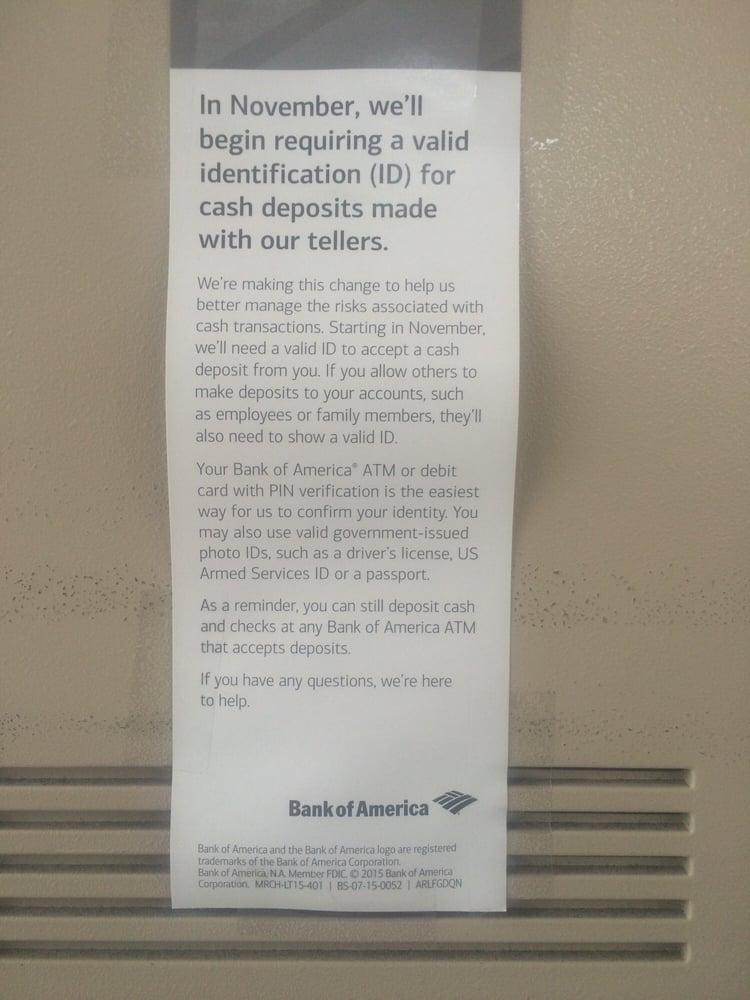 In November, we'll
begin requiring a valid
identification (ID) for
cash deposits made
with our tellers.
We're making this change to help us
better manage the risks associated with
cash transactions. Starting in November,
we'll need a valid ID to accept a cash
deposit from you. If you allow others to
make deposits to your accounts, such
as employees or family members, they'll
also need to show a valid ID.
Your Bank of America® ATM or debit
card with PIN verification is the easiest
way for us to confirm your identity. You
may also use valid government-issued
photo IDs, such as a driver's license, US
Armed Services ID or a passport.
As a reminder, you can still deposit cash
and checks at any Bank of America ATM
that accepts deposits.
If you have any questions, we're here
to help.
Bank of America
Bank of America and the Bank of America logo are registered
trademarks of the Bank of America Corporation.
Bank of America, N.A. Member FDIC. © 2015 Bank of America
Corporation. MRCH-LT15-401 | BS-07-15-0052 | ARLFGDQN